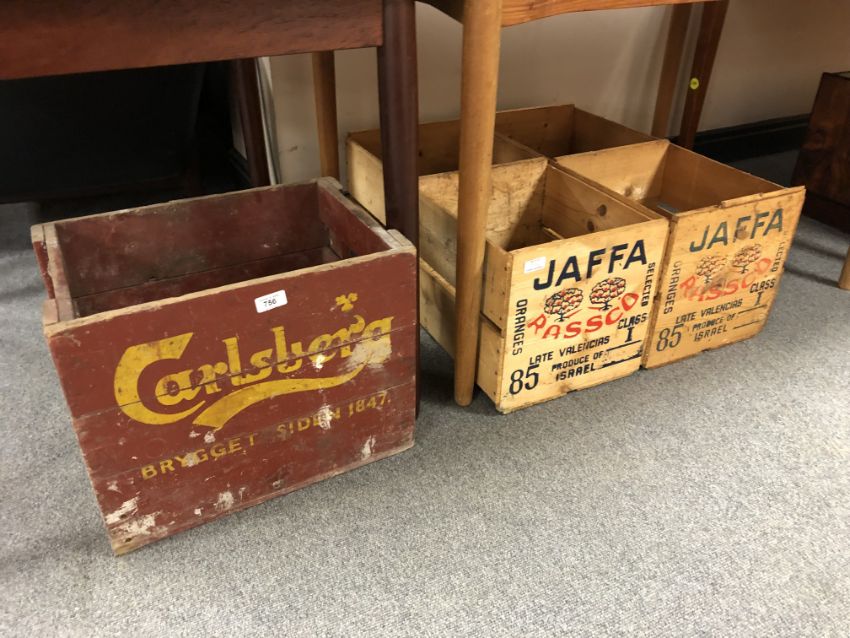 756
Carlsberg
BRYGGET SIDEN 1847.
JAFFA
RASSCO
ORANGES
SELECTED
CLASS I
LATE VALENCIAS
85 PRODUCE OF
ISRAEL
JAFFA
RASSCO
ORANGES
SELECTED
CLASS I
LATE VALENCIAS
85 PRODUCE OF
ISRAEL